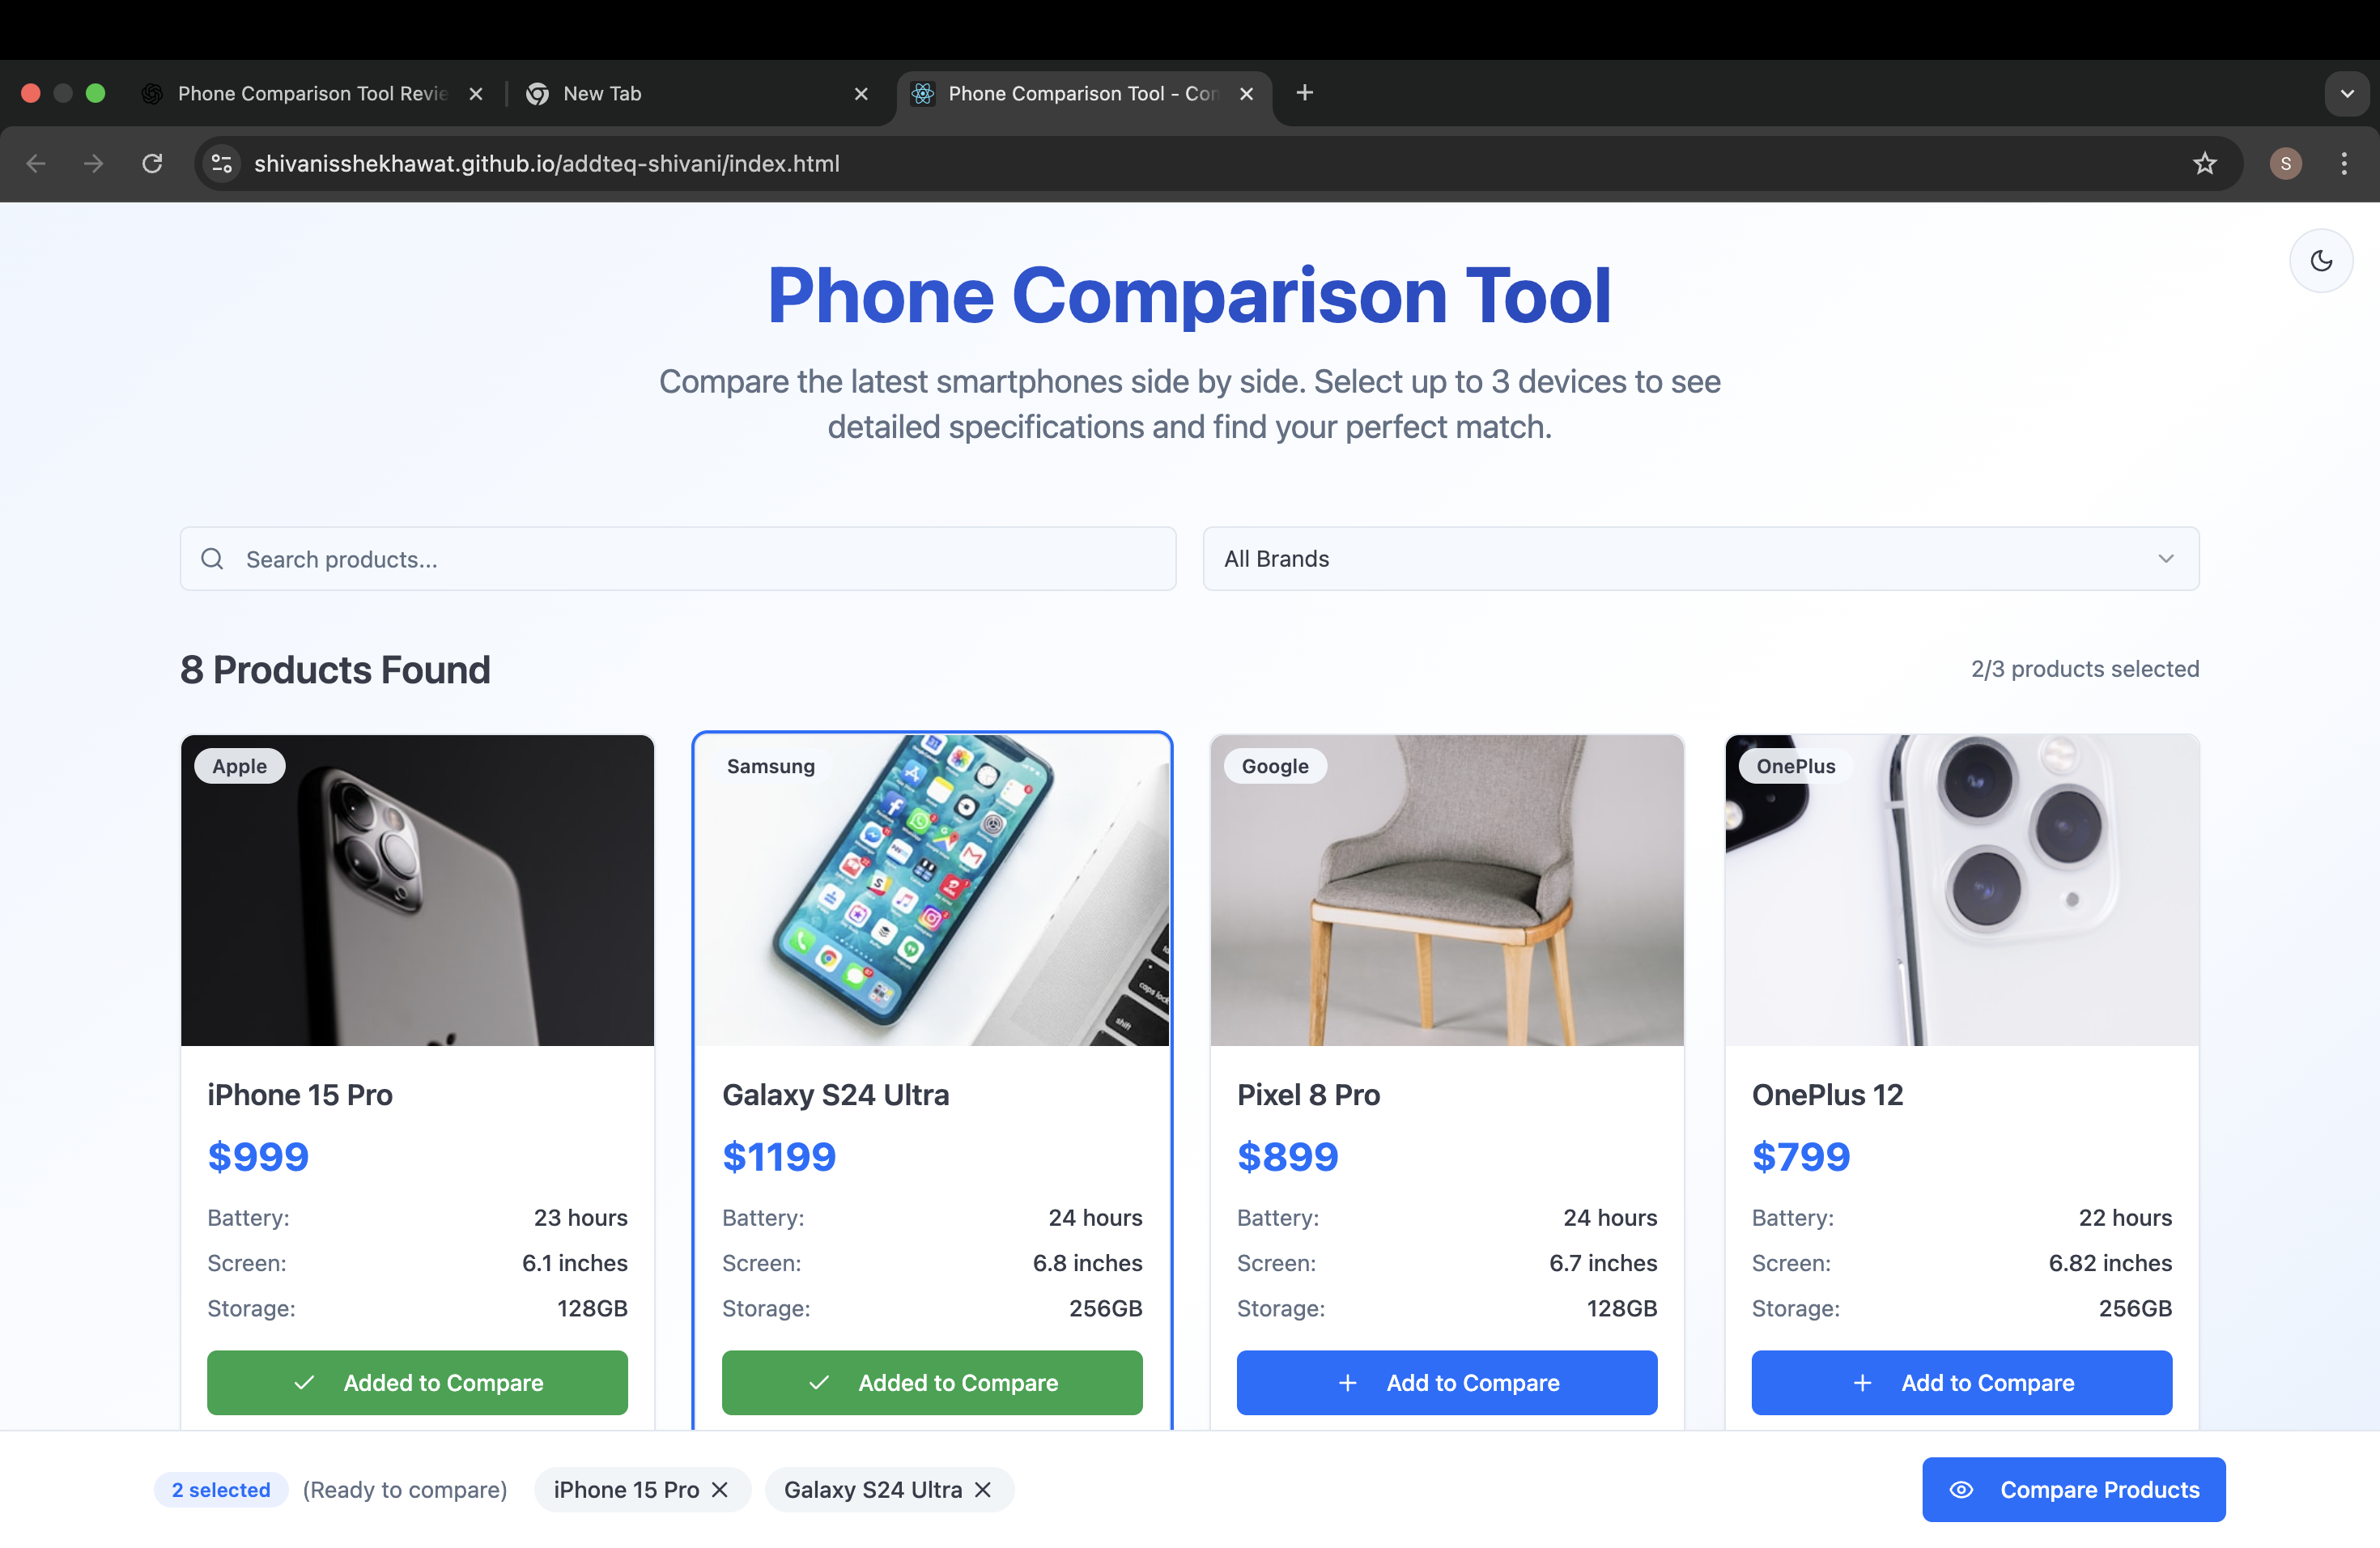 Phone Comparison Tool Revie
New Tab
Phone Comparison Tool - Con
shivanisshekhawat.github.io/addteq-shivani/index.html
S
Phone Comparison Tool
Compare the latest smartphones side by side. Select up to 3 devices to see
detailed specifications and find your perfect match.
Search products...
All Brands
8 Products Found
2/3 products selected
Apple
Samsung
Google
OnePlus
caps lock
shift
iPhone 15 Pro
$999
Battery: 23 hours
Screen: 6.1 inches
Storage: 128GB
Added to Compare
Galaxy S24 Ultra
$1199
Battery: 24 hours
Screen: 6.8 inches
Storage: 256GB
Added to Compare
Pixel 8 Pro
$899
Battery: 24 hours
Screen: 6.7 inches
Storage: 128GB
Add to Compare
OnePlus 12
$799
Battery: 22 hours
Screen: 6.82 inches
Storage: 256GB
Add to Compare
2 selected (Ready to compare) iPhone 15 Pro Galaxy S24 Ultra
Compare Products